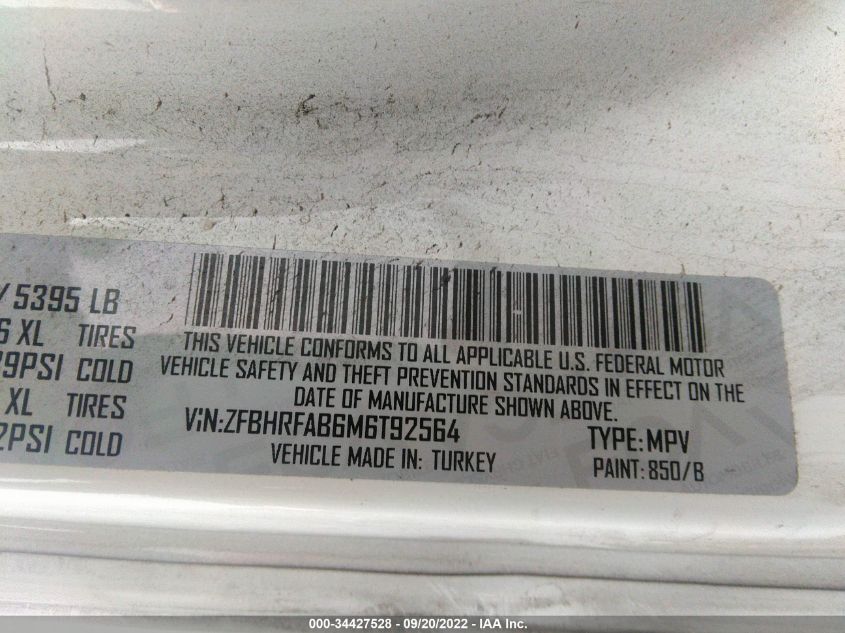 / 5395 LB
6 XL TIRES
29PSI COLD
XL TIRES
2PSI COLD
THIS VEHICLE CONFORMS TO ALL APPLICABLE U.S. FEDERAL MOTOR
VEHICLE SAFETY AND THEFT PREVENTION STANDARDS IN EFFECT ON THE
DATE OF MANUFACTURE SHOWN ABOVE.
VIN:ZFBHRFAB6M6T92564 TYPE:MPV
VEHICLE MADE IN: TURKEY PAINT: 850/B
000-34427528 - 09/20/2022 - IAA Inc.